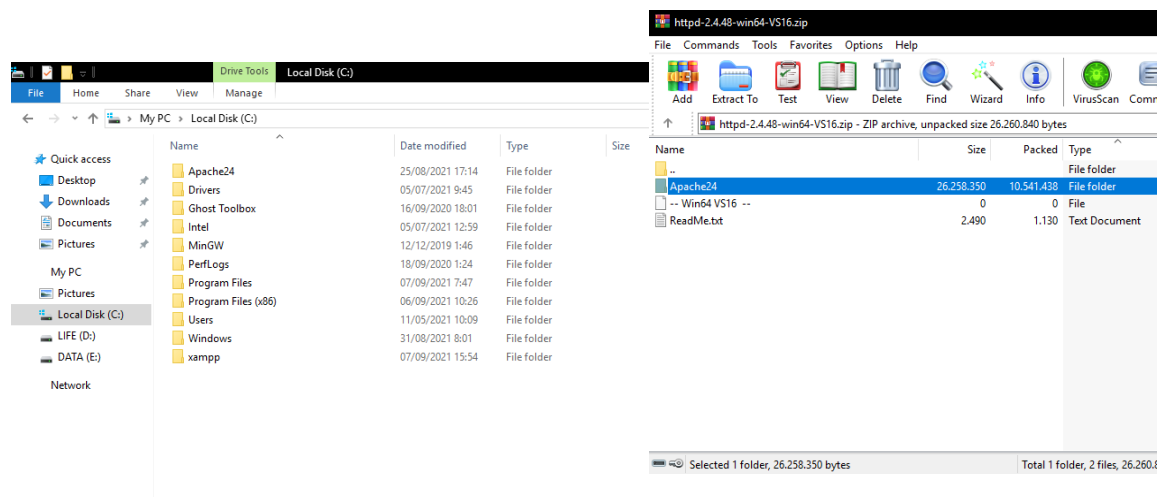 Drive Tools Local Disk (C:)
File Home Share View Manage
My PC > Local Disk (C:)
Quick access
Desktop
Downloads
Documents
Pictures
My PC
Pictures
Local Disk (C:)
LIFE (D:)
DATA (E:)
Network
Name Date modified Type Size
Apache24 25/08/2021 17:14 File folder
Drivers 05/07/2021 9:45 File folder
Ghost Toolbox 16/09/2020 18:01 File folder
Intel 05/07/2021 12:59 File folder
MinGW 12/12/2019 1:46 File folder
PerfLogs 18/09/2020 1:24 File folder
Program Files 07/09/2021 7:47 File folder
Program Files (x86) 06/09/2021 10:26 File folder
Users 11/05/2021 10:09 File folder
Windows 31/08/2021 8:01 File folder
xampp 07/09/2021 15:54 File folder
httpd-2.4.48-win64-VS16.zip
File Commands Tools Favorites Options Help
Add Extract To Test View Delete Find Wizard Info VirusScan Comm
httpd-2.4.48-win64-VS16.zip - ZIP archive, unpacked size 26.260.840 bytes
Name Size Packed Type
.. File folder
Apache24 26.258.350 10.541.438 File folder
-- Win64 VS16 -- 0 0 File
ReadMe.txt 2.490 1.130 Text Document
Selected 1 folder, 26.258.350 bytes Total 1 folder, 2 files, 26.260.8